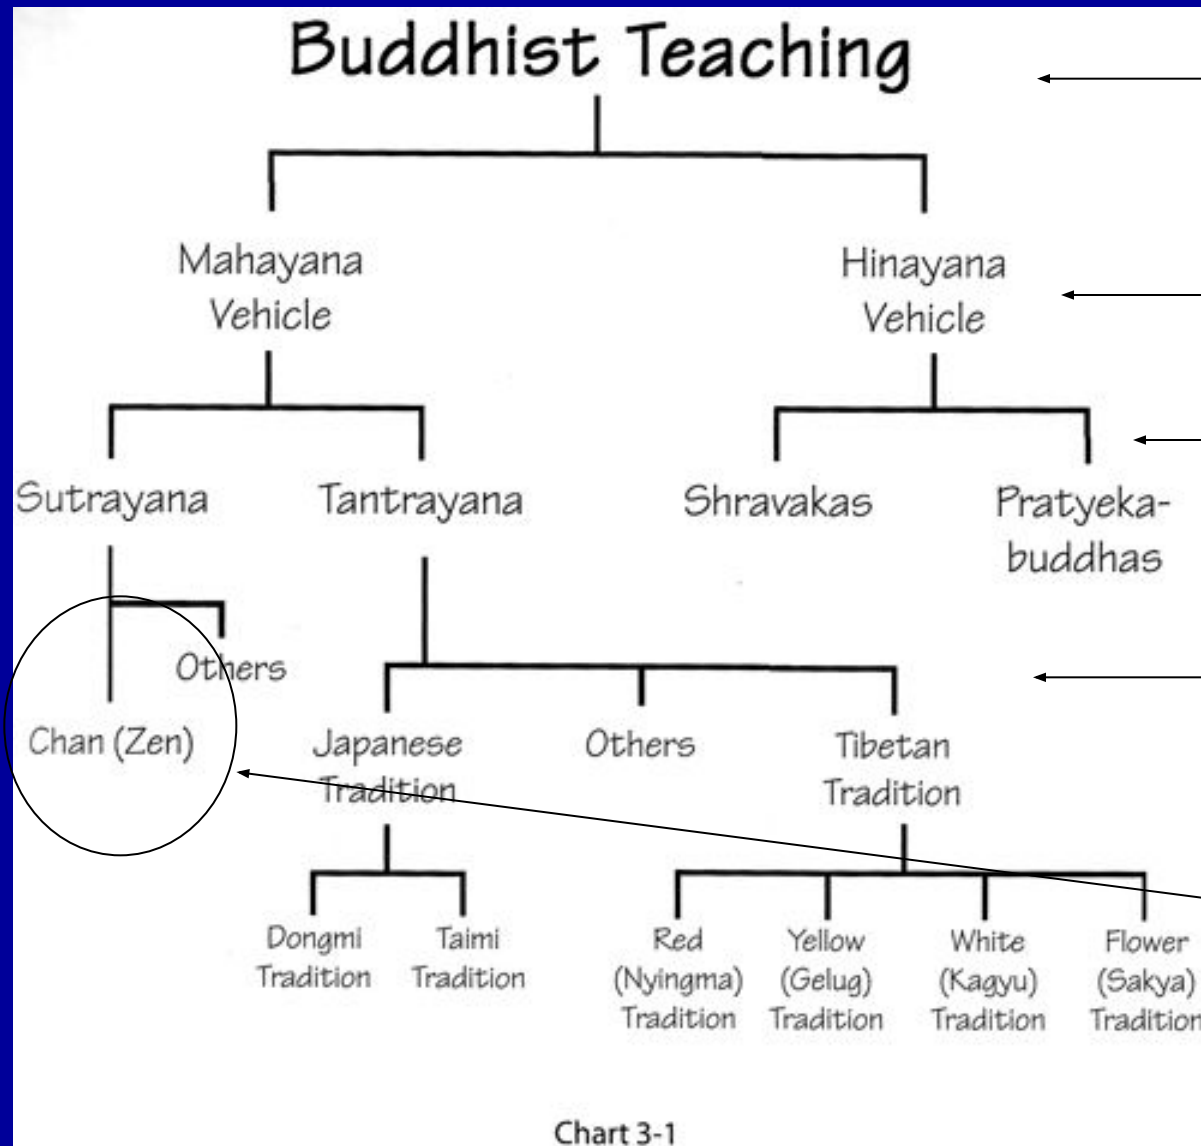 Buddhist Teaching
Mahayana
Vehicle
Hinayana
Vehicle
Sutrayana
Tantrayana
Shravakas
Pratyeka-
buddhas
Others
Chan (Zen)
Japanese
Tradition
Others
Tibetan
Tradition
Dongmi
Tradition
Taimi
Tradition
Red
(Nyingma)
Tradition
Yellow
(Gelug)
Tradition
White
(Kagyu)
Tradition
Flower
(Sakya)
Tradition
Chart 3-1